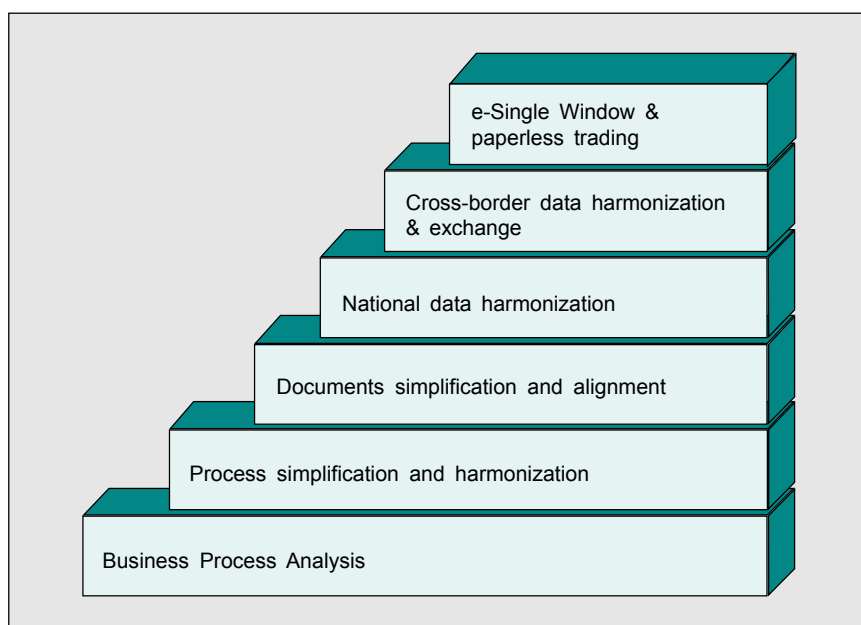 e-Single Window &
paperless trading
Cross-border data harmonization
& exchange
National data harmonization
Documents simplification and alignment
Process simplification and harmonization
Business Process Analysis